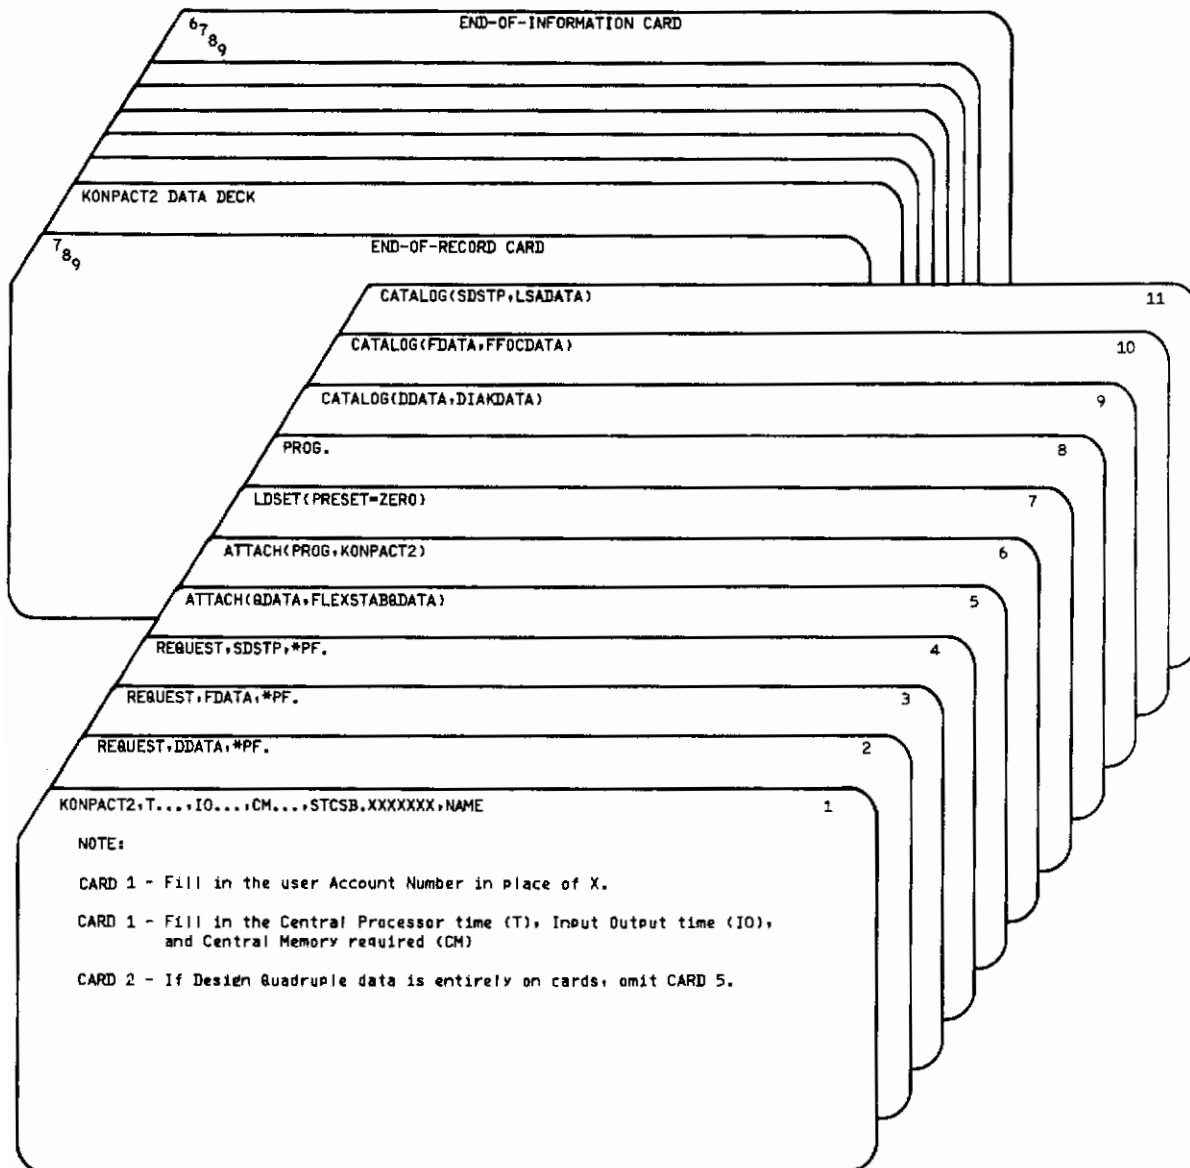 6789 END-OF-INFORMATION CARD
KONPACT2 DATA DECK
789 END-OF-RECORD CARD
CATALOG(SDSTP,LSADATA) 11
CATALOG(FDATA,FFOCDATA) 10
CATALOG(DDATA,DIAKDATA) 9
PROG. 8
LDSET(PRESET=ZERO) 7
ATTACH(PROG,KONPACT2) 6
ATTACH(QDATA,FLEXSTABQDATA) 5
REQUEST,SDSTP,*PF. 4
REQUEST,FDATA,*PF. 3
REQUEST,DDATA,*PF. 2
KONPACT2,T...,IO...,CM...,STCSB.XXXXXXX,NAME 1
NOTE:
CARD 1 - Fill in the user Account Number in place of X.
CARD 1 - Fill in the Central Processor time (T), Input Output time (IO),
and Central Memory required (CM)
CARD 2 - If Design Quadruple data is entirely on cards, omit CARD 5.